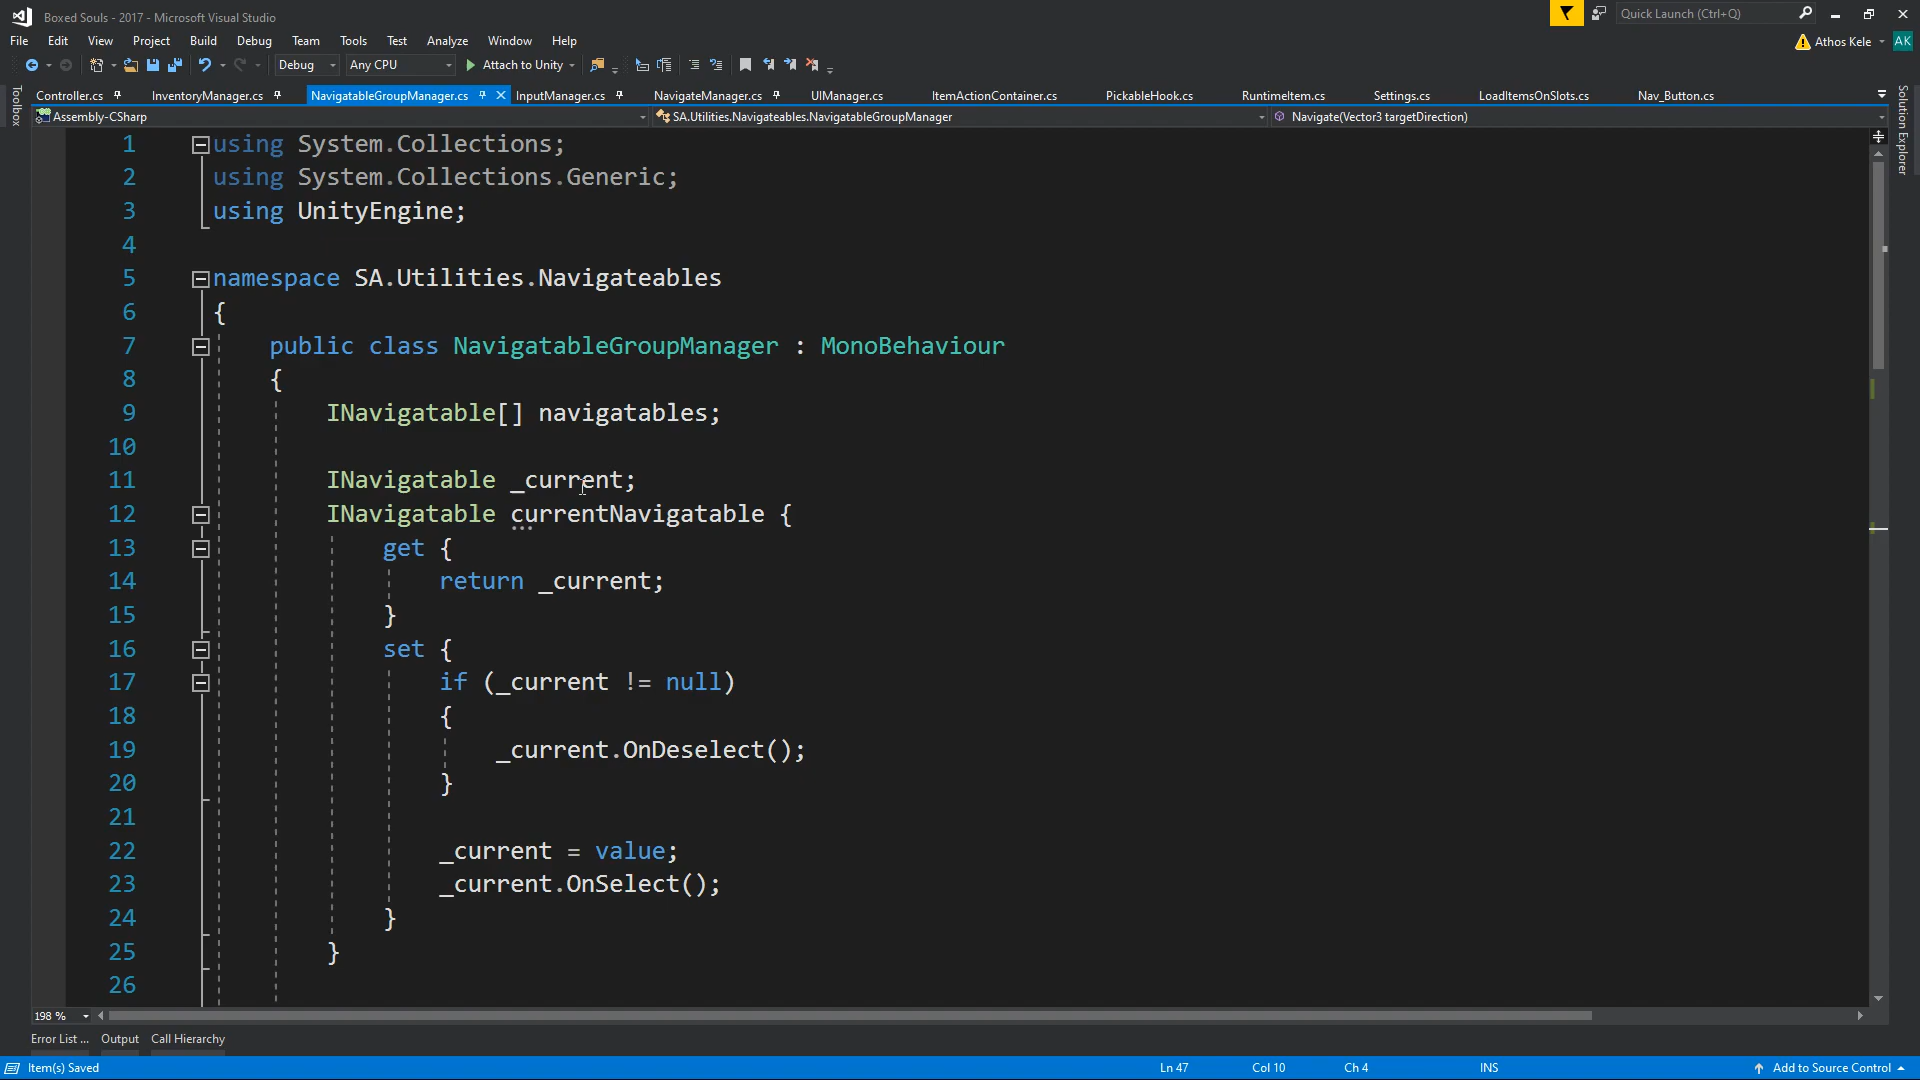 Boxed Souls - 2017 - Microsoft Visual Studio
Quick Launch (Ctrl+Q)
File Edit View Project Build Debug Team Tools Test Analyze Window Help
Athos Kele AK
Debug Any CPU Attach to Unity
Toolbox
Controller.cs InventoryManager.cs NavigatableGroupManager.cs InputManager.cs NavigateManager.cs UIManager.cs ItemActionContainer.cs PickableHook.cs RuntimeItem.cs Settings.cs LoadItemsOnSlots.cs Nav_Button.cs
Solution Explorer
Assembly-CSharp SA.Utilities.Navigateables.NavigatableGroupManager Navigate(Vector3 targetDirection)
1 using System.Collections;
2 using System.Collections.Generic;
3 using UnityEngine;
4
5 namespace SA.Utilities.Navigateables
6 {
7 public class NavigatableGroupManager : MonoBehaviour
8 {
9 INavigatable[] navigatables;
10
11 INavigatable _current;
12 INavigatable currentNavigatable {
13 get {
14 return _current;
15 }
16 set {
17 if (_current != null)
18 {
19 _current.OnDeselect();
20 }
21
22 _current = value;
23 _current.OnSelect();
24 }
25 }
26
198 %
Error List ... Output Call Hierarchy
Item(s) Saved Ln 47 Col 10 Ch 4 INS Add to Source Control